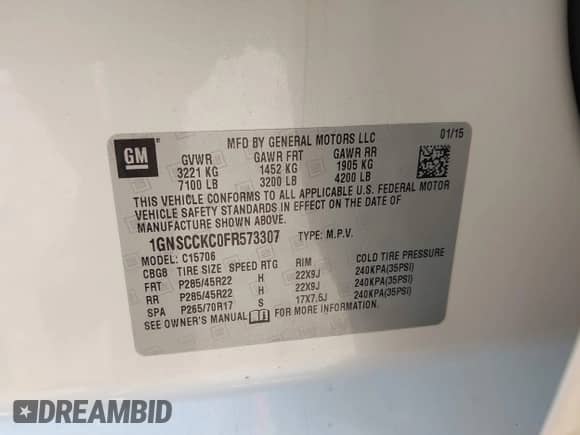 GM
MFD BY GENERAL MOTORS LLC 01/15
GVWR GAWR FRT GAWR RR
3221 KG 1452 KG 1905 KG
7100 LB 3200 LB 4200 LB
THIS VEHICLE CONFORMS TO ALL APPLICABLE U.S. FEDERAL MOTOR
VEHICLE SAFETY STANDARDS IN EFFECT ON THE DATE OF
MANUFACTURE SHOWN ABOVE.
1GNSCCKC0FR573307 TYPE: M.P.V.
MODEL: C15706
CBG8 TIRE SIZE SPEED RTG RIM COLD TIRE PRESSURE
FRT P285/45R22 H 22X9J 240KPA(35PSI)
RR P285/45R22 H 22X9J 240KPA(35PSI)
SPA P265/70R17 S 17X7.5J 240KPA(35PSI)
SEE OWNER'S MANUAL FOR MORE INFORMATION.
DREAMBID